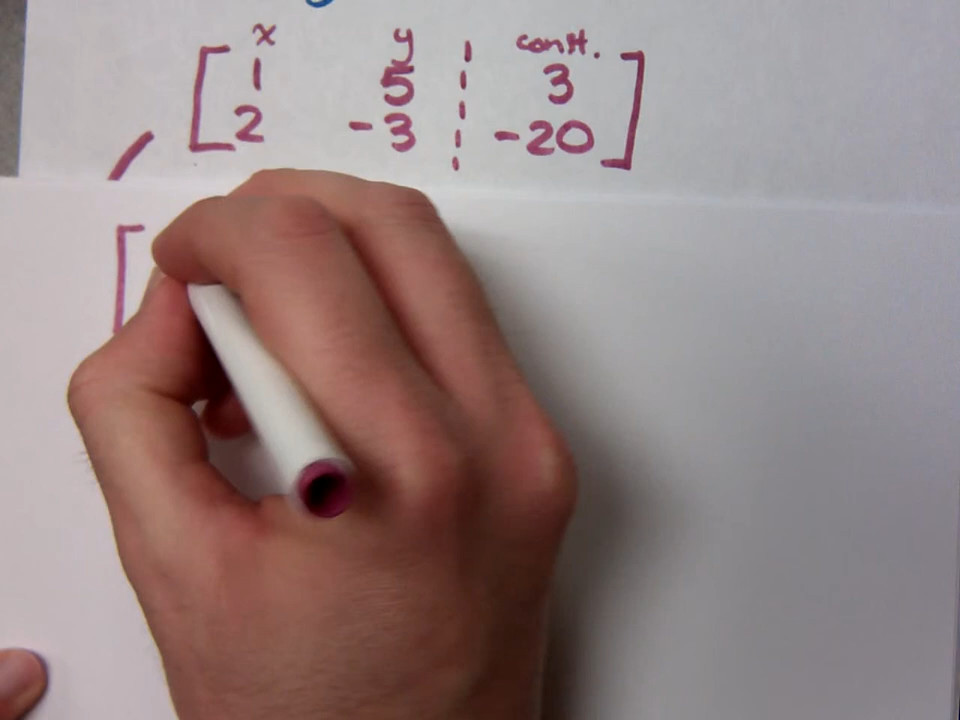 x y const.
[ 1 5 ¦ 3 ]
[ 2 -3 ¦ -20 ]
[